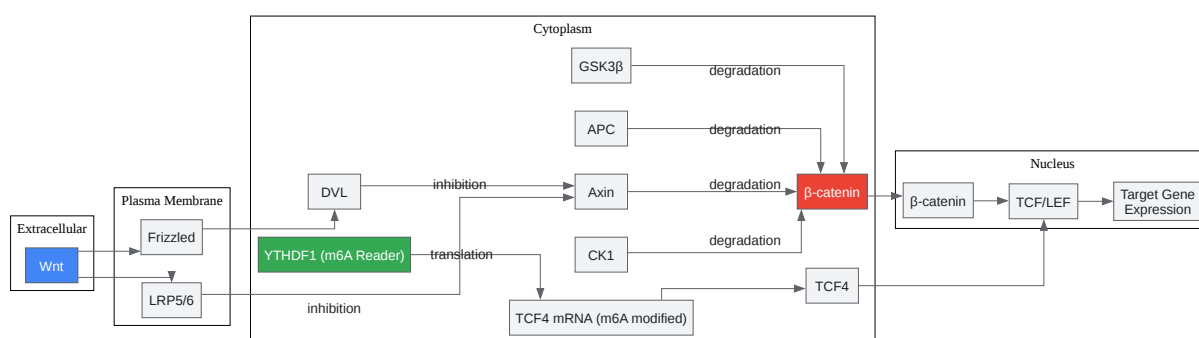 Extracellular
Wnt
Plasma Membrane
Frizzled
LRP5/6
Cytoplasm
GSK3β
degradation
APC
degradation
DVL
inhibition
Axin
degradation
β-catenin
YTHDF1 (m6A Reader)
translation
CK1
degradation
inhibition
TCF4 mRNA (m6A modified)
TCF4
Nucleus
β-catenin
TCF/LEF
Target Gene
Expression